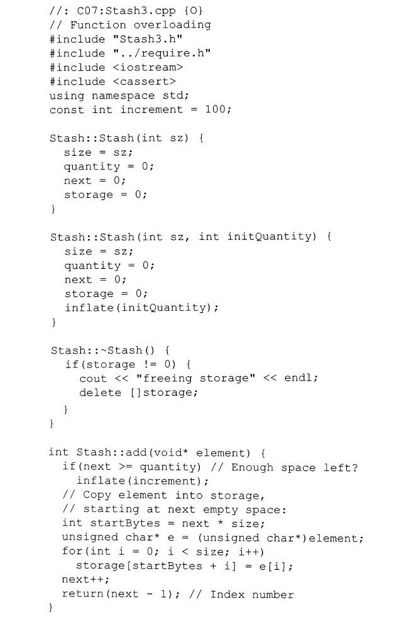 //: C07:Stash3.cpp {O}
// Function overloading
#include "Stash3.h"
#include "../require.h"
#include <iostream>
#include <cassert>
using namespace std;
const int increment = 100;
Stash::Stash(int sz) {
size = sz;
quantity = 0;
next = 0;
storage = 0;
}
Stash::Stash(int sz, int initQuantity) {
size = sz;
quantity = 0;
next = 0;
storage = 0;
inflate(initQuantity);
}
Stash::~Stash() {
if(storage != 0) {
cout << "freeing storage" << endl;
delete []storage;
}
}
int Stash::add(void* element) {
if(next >= quantity) // Enough space left?
inflate(increment);
// Copy element into storage,
// starting at next empty space:
int startBytes = next * size;
unsigned char* e = (unsigned char*)element;
for(int i = 0; i < size; i++)
storage[startBytes + i] = e[i];
next++;
return(next - 1); // Index number
}